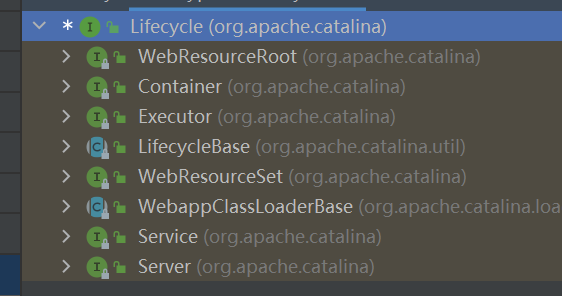 * I Lifecycle (org.apache.catalina)
I WebResourceRoot (org.apache.catalina)
I Container (org.apache.catalina)
I Executor (org.apache.catalina)
C LifecycleBase (org.apache.catalina.util)
I WebResourceSet (org.apache.catalina)
C WebappClassLoaderBase (org.apache.catalina.loa
I Service (org.apache.catalina)
I Server (org.apache.catalina)